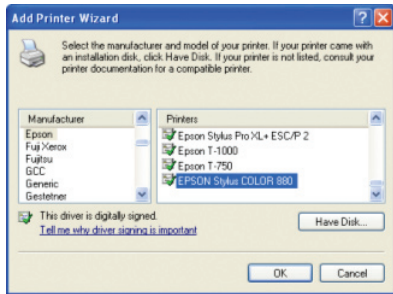 Add Printer Wizard
Select the manufacturer and model of your printer. If your printer came with
an installation disk, click Have Disk. If your printer is not listed, consult your
printer documentation for a compatible printer.
Manufacturer
Epson
Fuji Xerox
Fujitsu
GCC
Generic
Gestetner
Printers
Epson Stylus Pro XL+ ESC/P 2
Epson T-1000
Epson T-750
EPSON Stylus COLOR 880
This driver is digitally signed.
Tell me why driver signing is important
Have Disk...
OK
Cancel